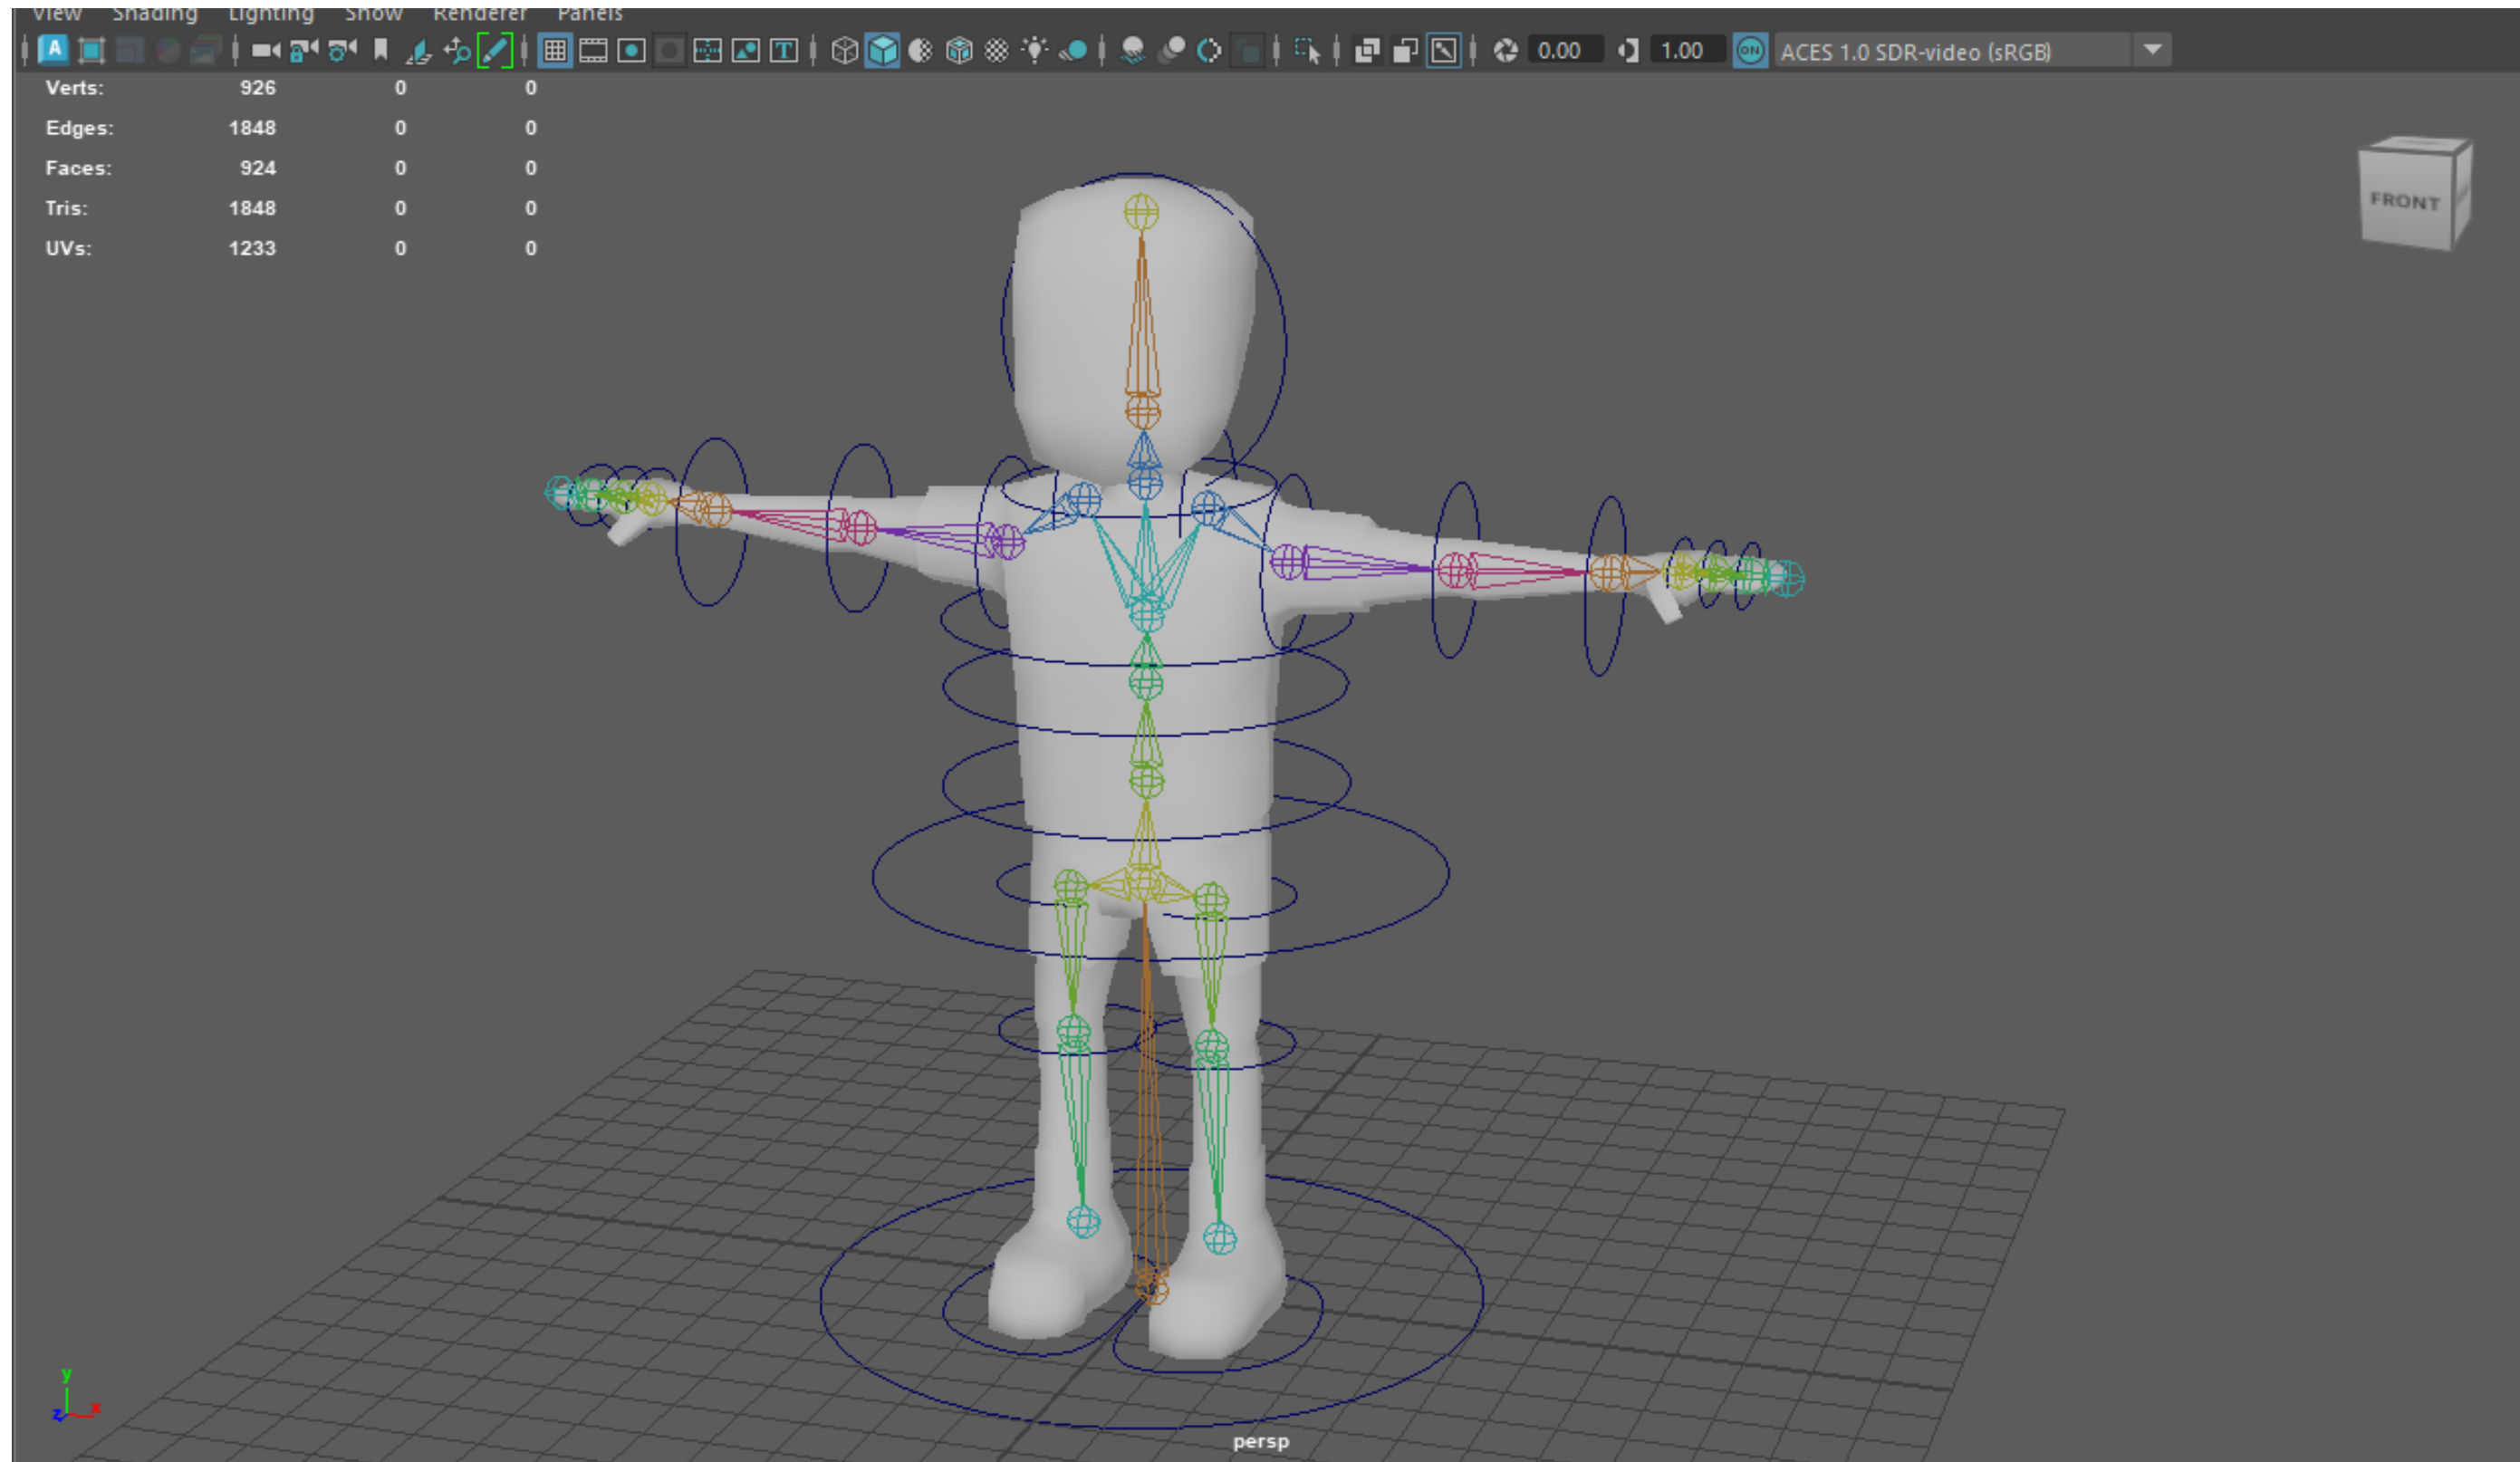 View Shading Lighting Show Renderer Panels
A T 0.00 1.00 ON ACES 1.0 SDR-video (sRGB)
Verts: 926 0 0
Edges: 1848 0 0
Faces: 924 0 0
Tris: 1848 0 0
UVs: 1233 0 0
FRONT
y
z x
persp